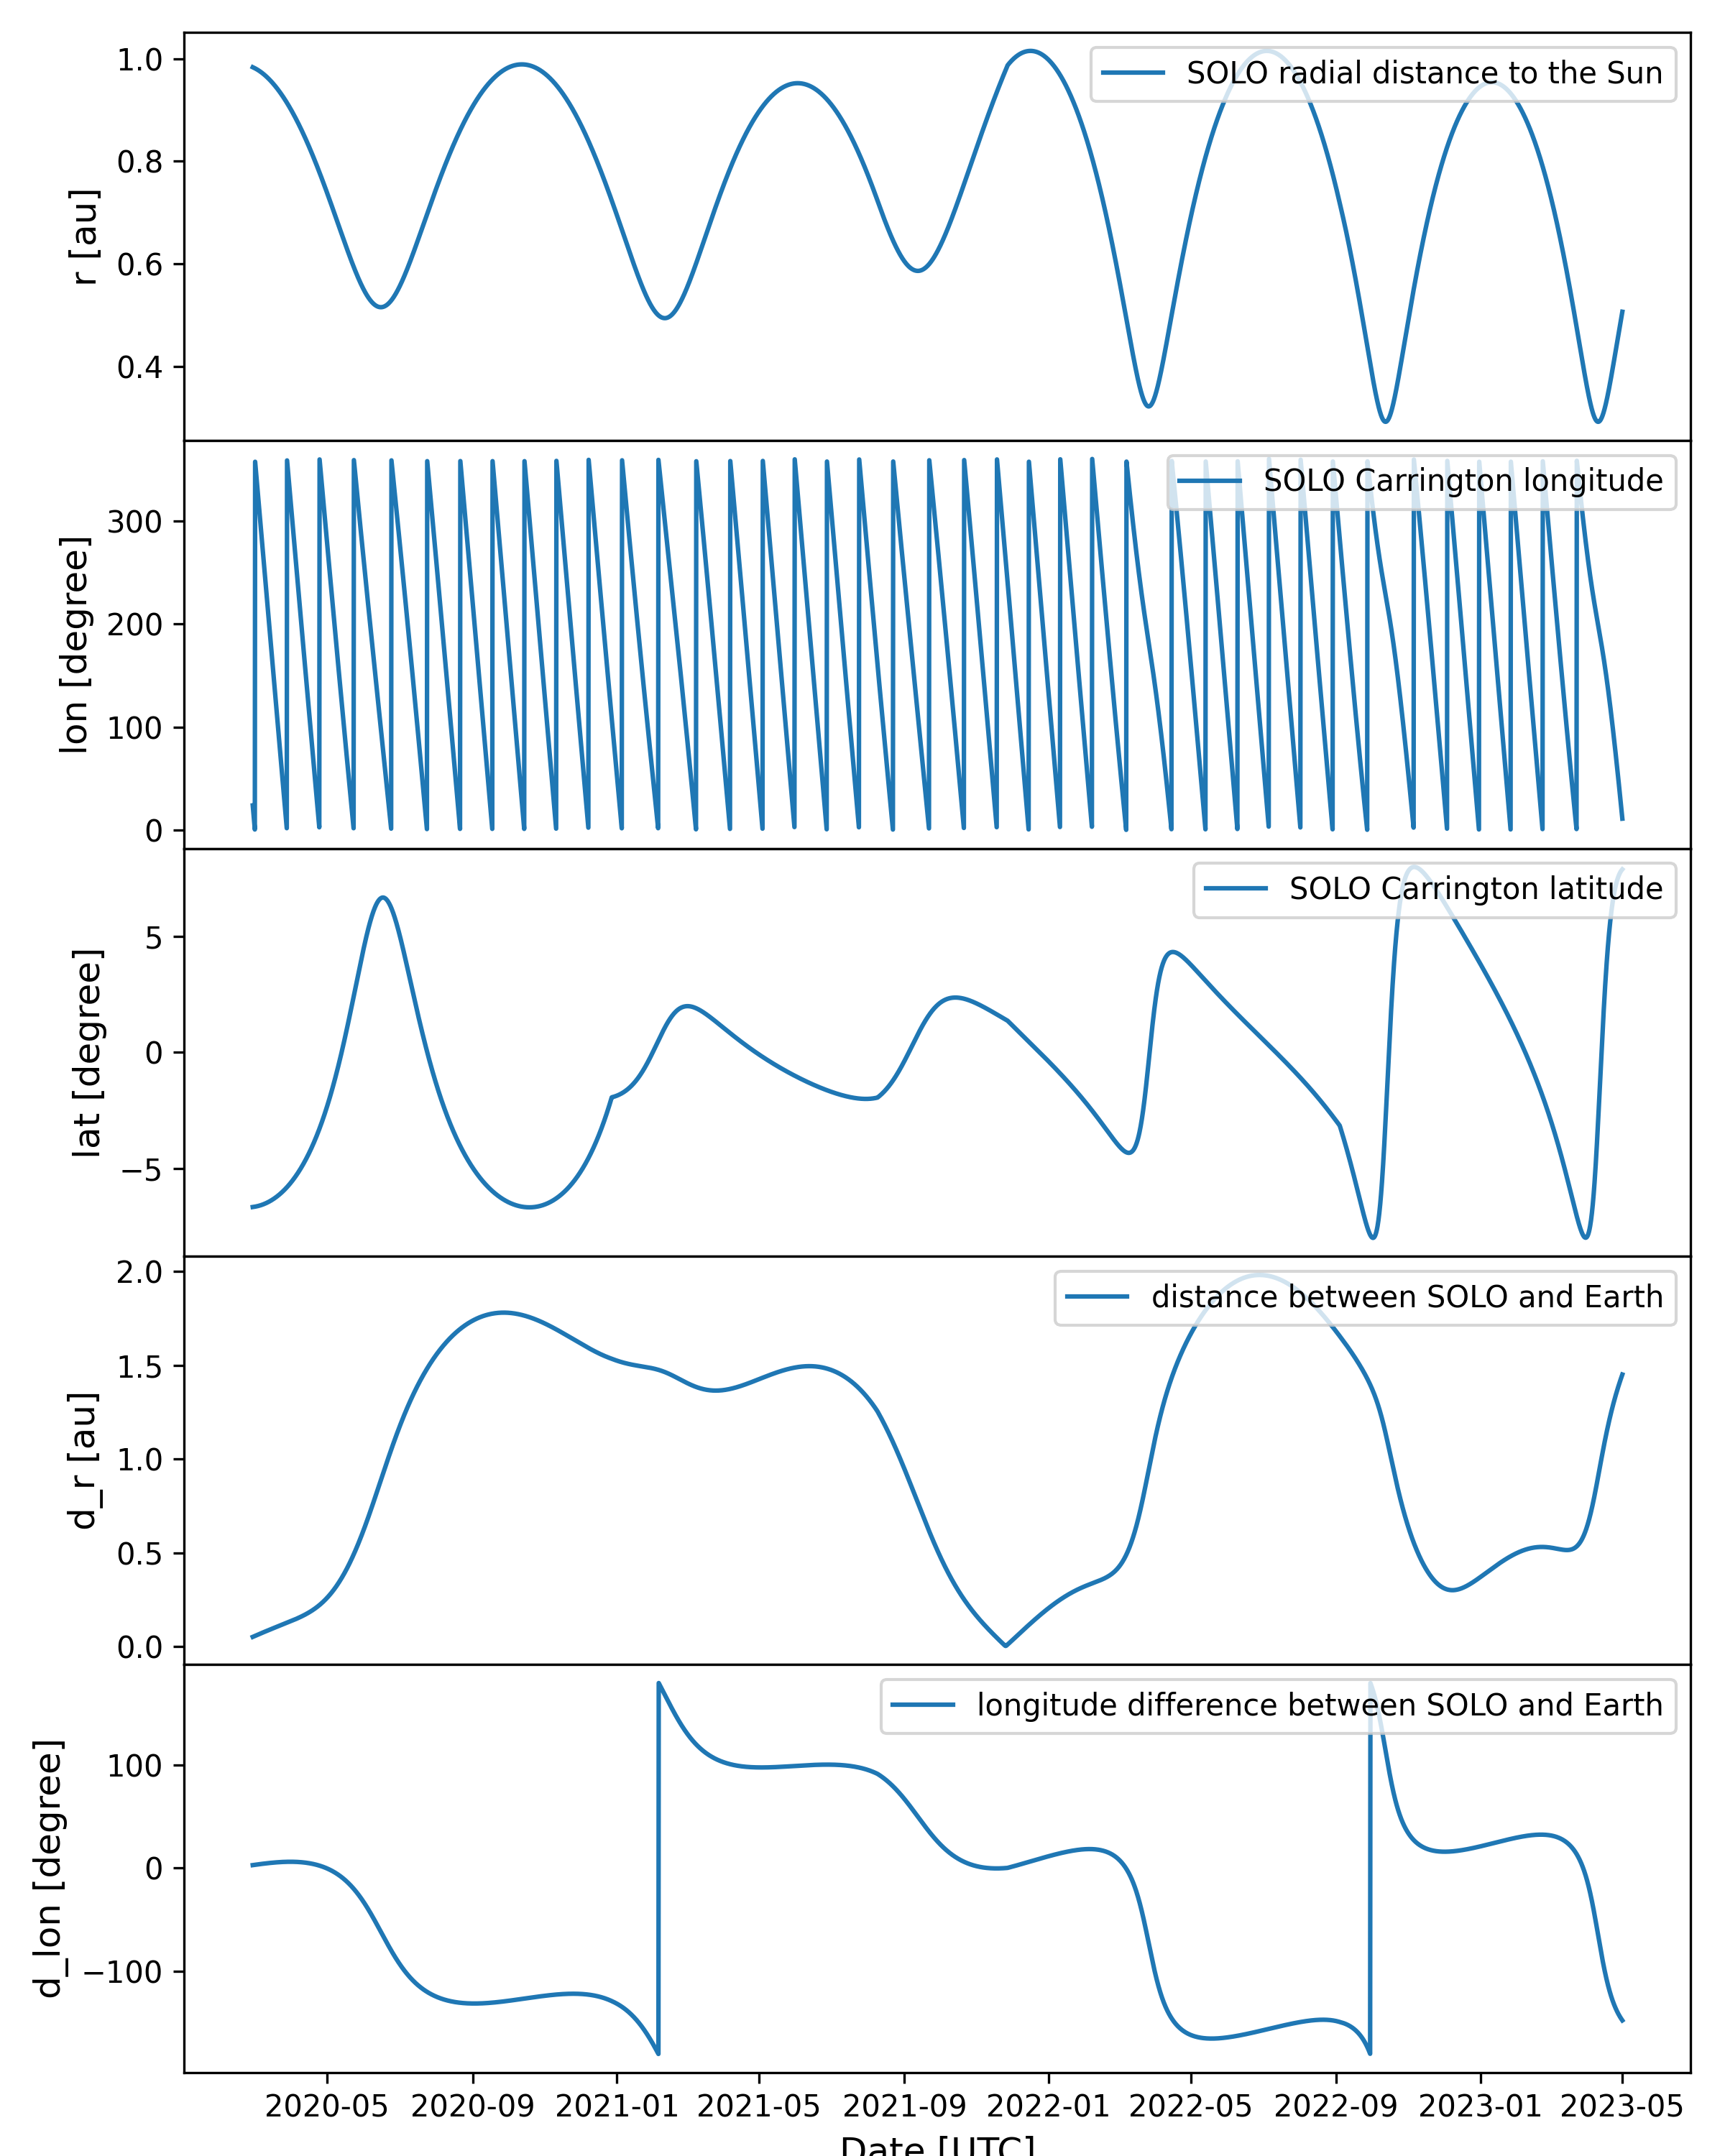 SOLO radial distance to the Sun
r [au]
1.0
0.8
0.6
0.4
SOLO Carrington longitude
lon [degree]
300
200
100
0
SOLO Carrington latitude
lat [degree]
5
0
−5
distance between SOLO and Earth
d_r [au]
2.0
1.5
1.0
0.5
0.0
longitude difference between SOLO and Earth
d_lon [degree]
100
0
−100
2020-05 2020-09 2021-01 2021-05 2021-09 2022-01 2022-05 2022-09 2023-01 2023-05
Date [UTC]